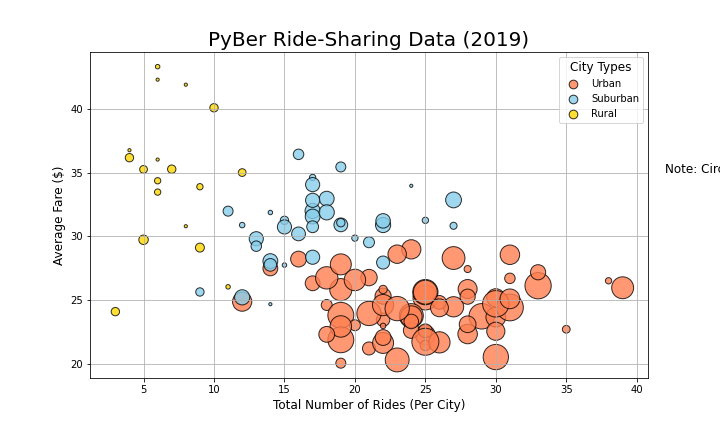 PyBer Ride-Sharing Data (2019)
City Types
Urban
Suburban
Rural
Average Fare ($)
40
35
30
25
20
5 10 15 20 25 30 35 40
Total Number of Rides (Per City)
Note: